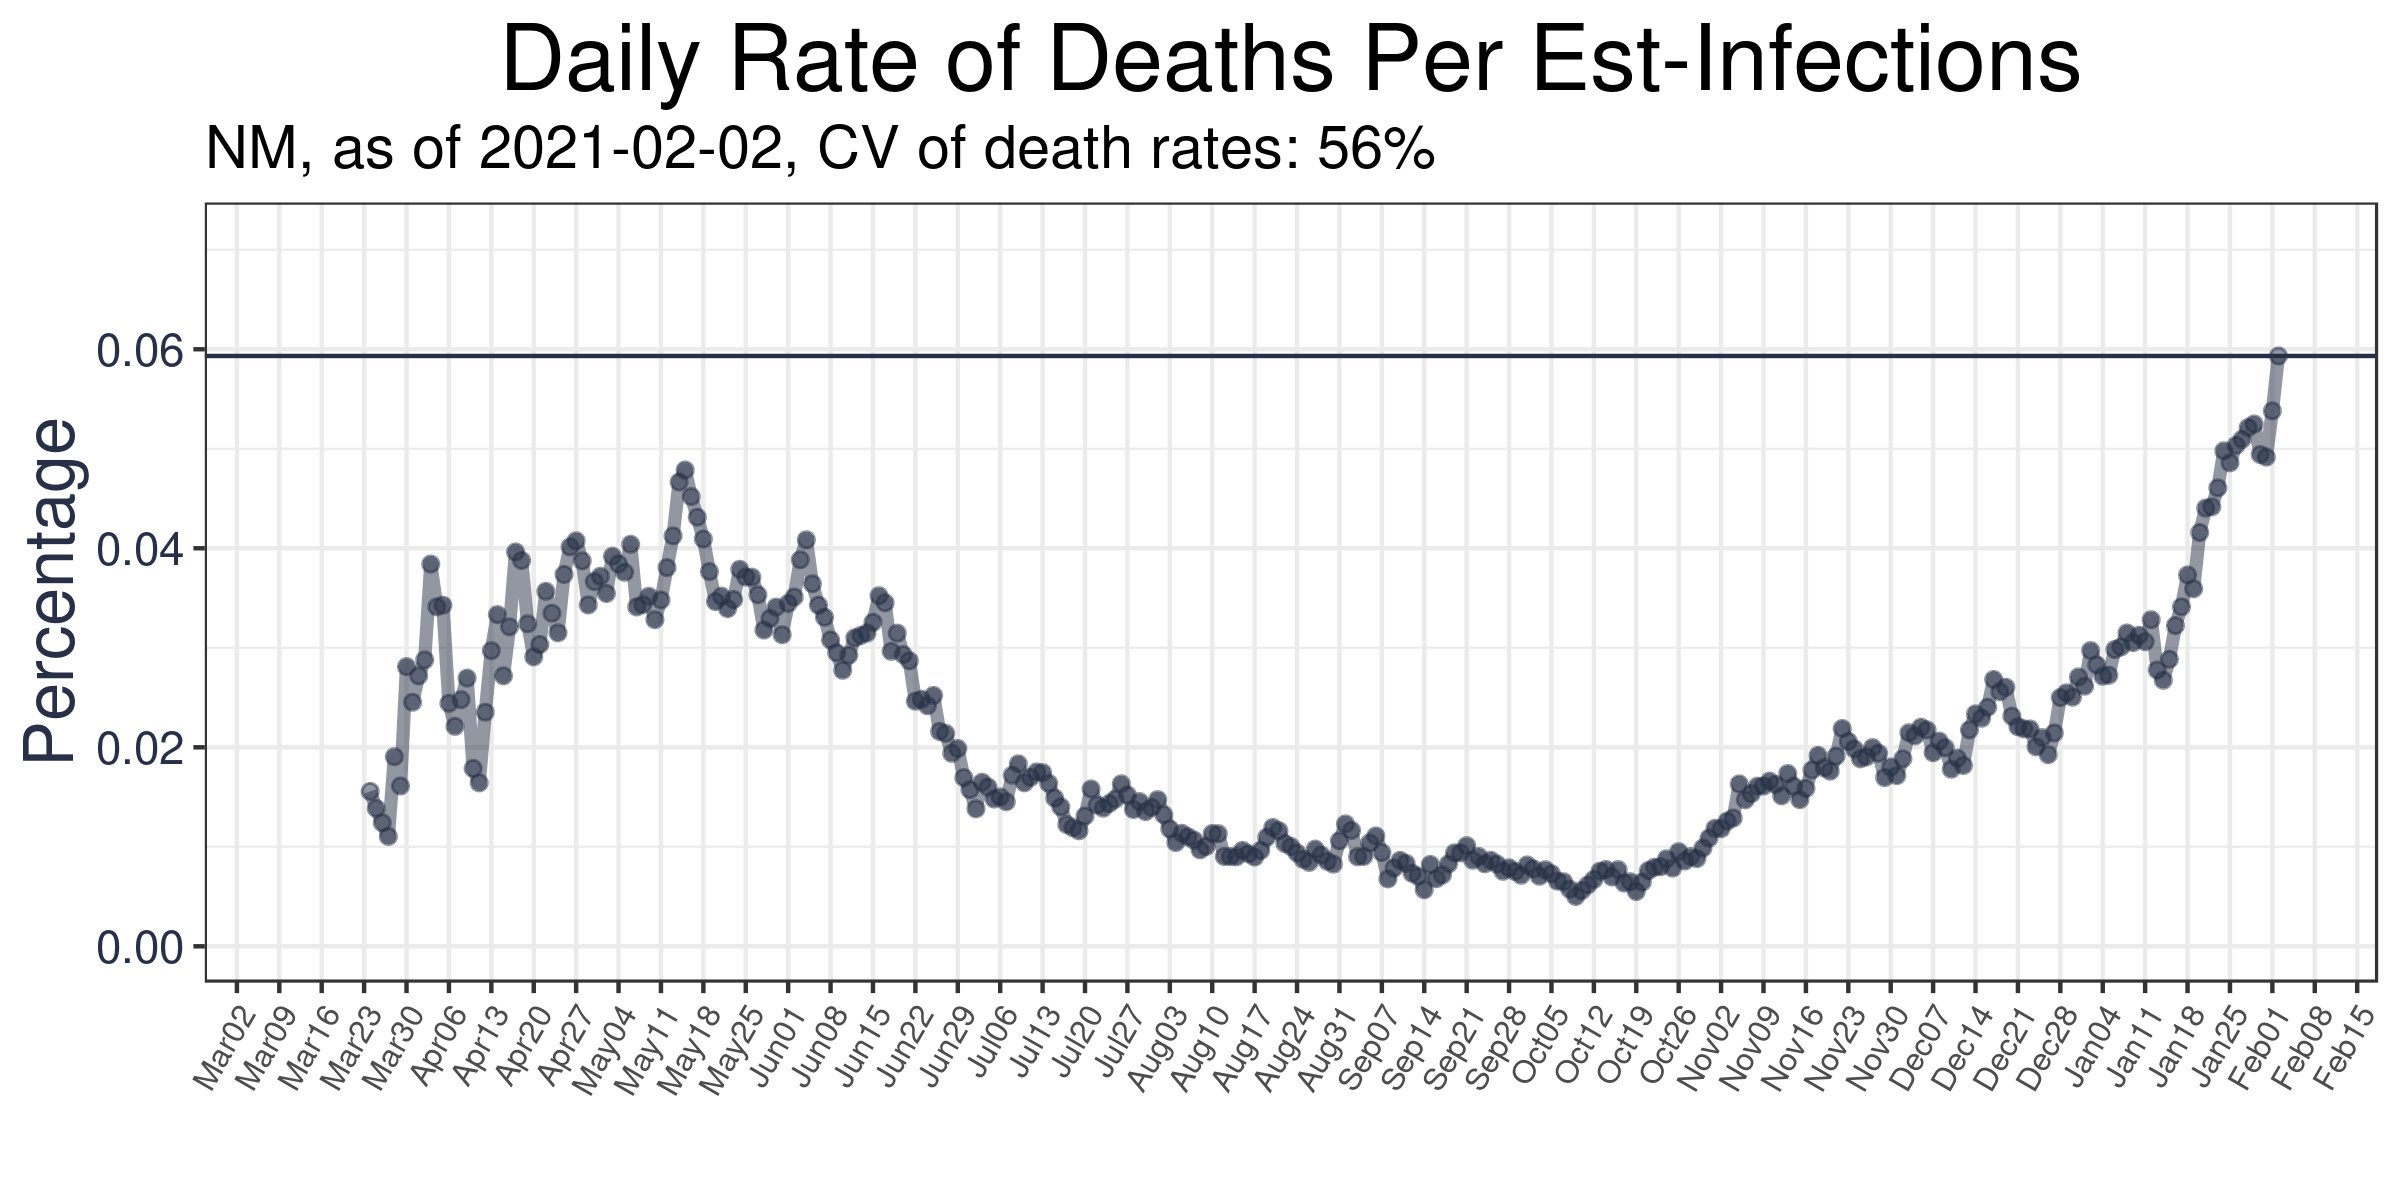 Daily Rate of Deaths Per Est-Infections
NM, as of 2021-02-02, CV of death rates: 56%
Percentage
0.06
0.04
0.02
0.00
Mar02
Mar09
Mar16
Mar23
Mar30
Apr06
Apr13
Apr20
Apr27
May04
May11
May18
May25
Jun01
Jun08
Jun15
Jun22
Jun29
Jul06
Jul13
Jul20
Jul27
Aug03
Aug10
Aug17
Aug24
Aug31
Sep07
Sep14
Sep21
Sep28
Oct05
Oct12
Oct19
Oct26
Nov02
Nov09
Nov16
Nov23
Nov30
Dec07
Dec14
Dec21
Dec28
Jan04
Jan11
Jan18
Jan25
Feb01
Feb08
Feb15